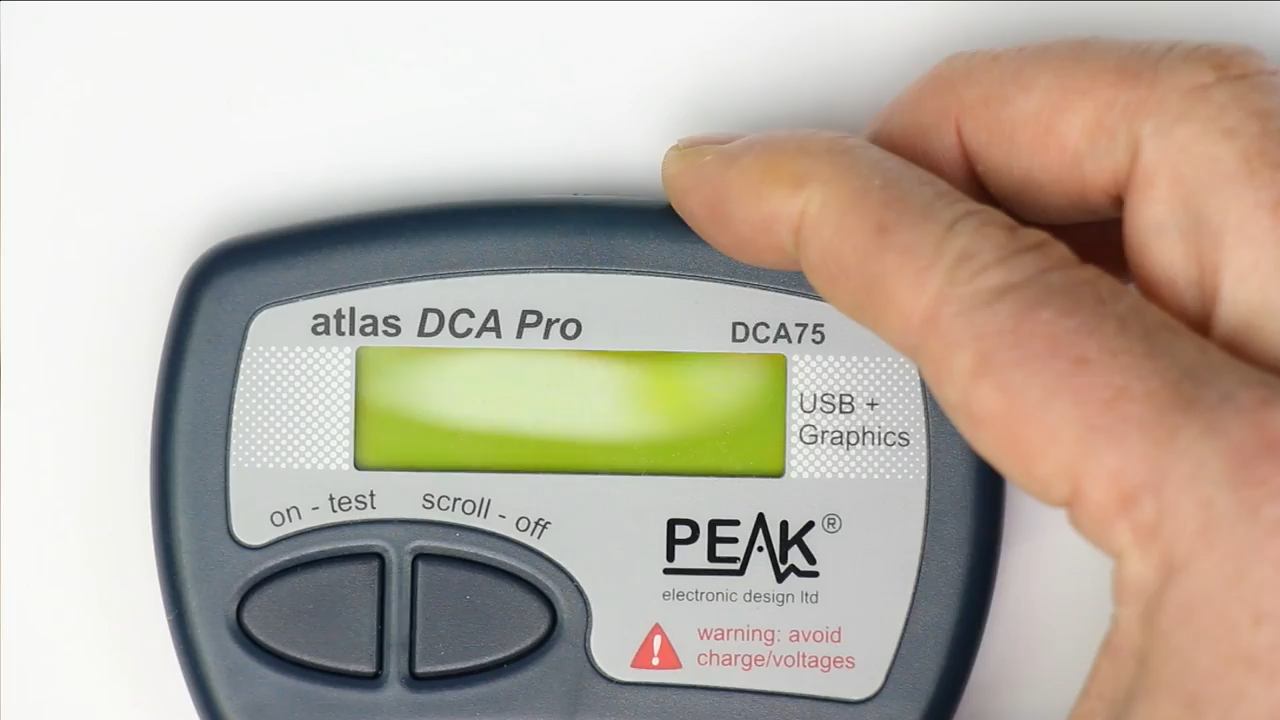 atlas DCA Pro
DCA75
USB +
Graphics
on - test
scroll - off
PEAK®
electronic design ltd
warning: avoid
charge/voltages